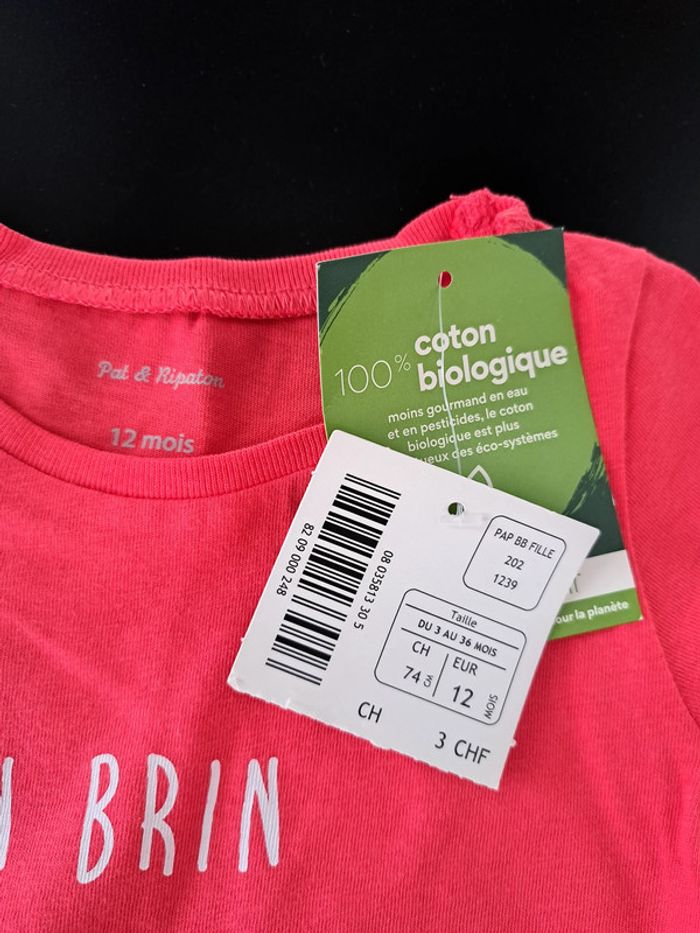 Pat & Ripaton
12 mois
100% coton
biologique
moins gourmand en eau
et en pesticides, le coton
biologique est plus
des éco-systèmes
our la planète
PAP BB FILLE
202
1239
Taille
DU 3 AU 36 MOIS
CH EUR
74 CM 12 MOIS
CH 3 CHF
08 035813 30 5
82 09 000 248
BRIN